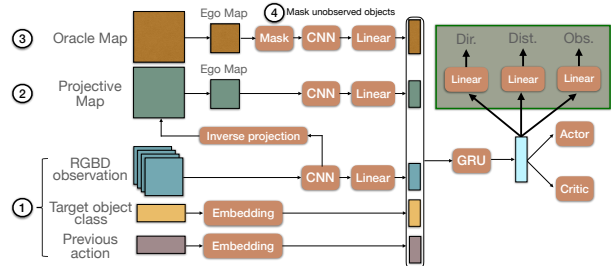 4 Mask unobserved objects
3 Oracle Map
Ego Map
Mask
CNN
Linear
Dir. Dist. Obs.
Linear Linear Linear
2 Projective
Map
Ego Map
CNN
Linear
Inverse projection
1 RGBD
observation
CNN
Linear
GRU
Actor
Critic
Target object
class
Embedding
Previous
action
Embedding